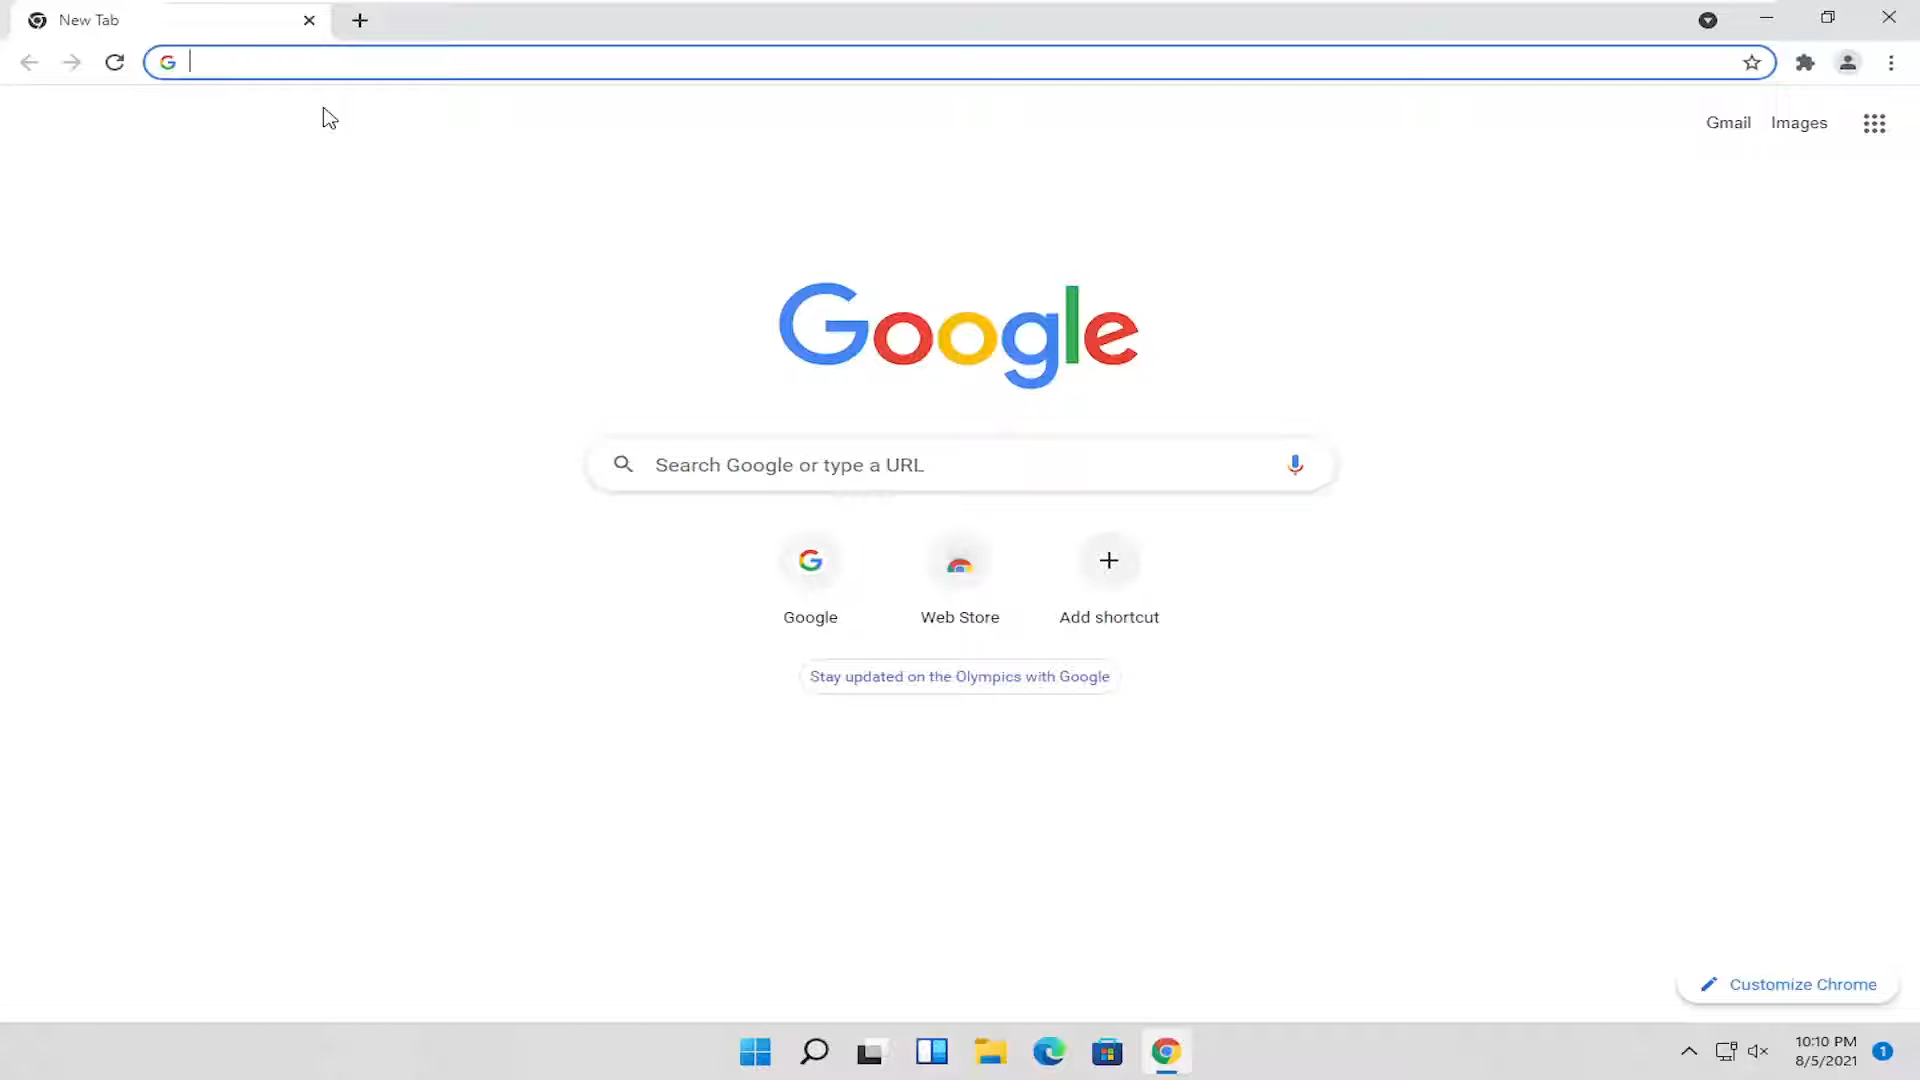 New Tab
Gmail Images
Google
Search Google or type a URL
Google
Web Store
Add shortcut
Stay updated on the Olympics with Google
Customize Chrome
10:10 PM
8/5/2021
1